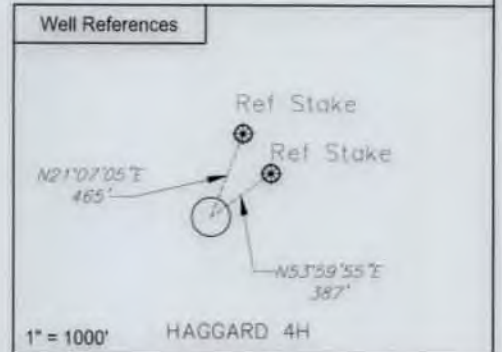 Well References
Ref Stake
Ref Stake
N21°07'05"E
465'
N53°59'55"E
387'
1" = 1000'
HAGGARD 4H